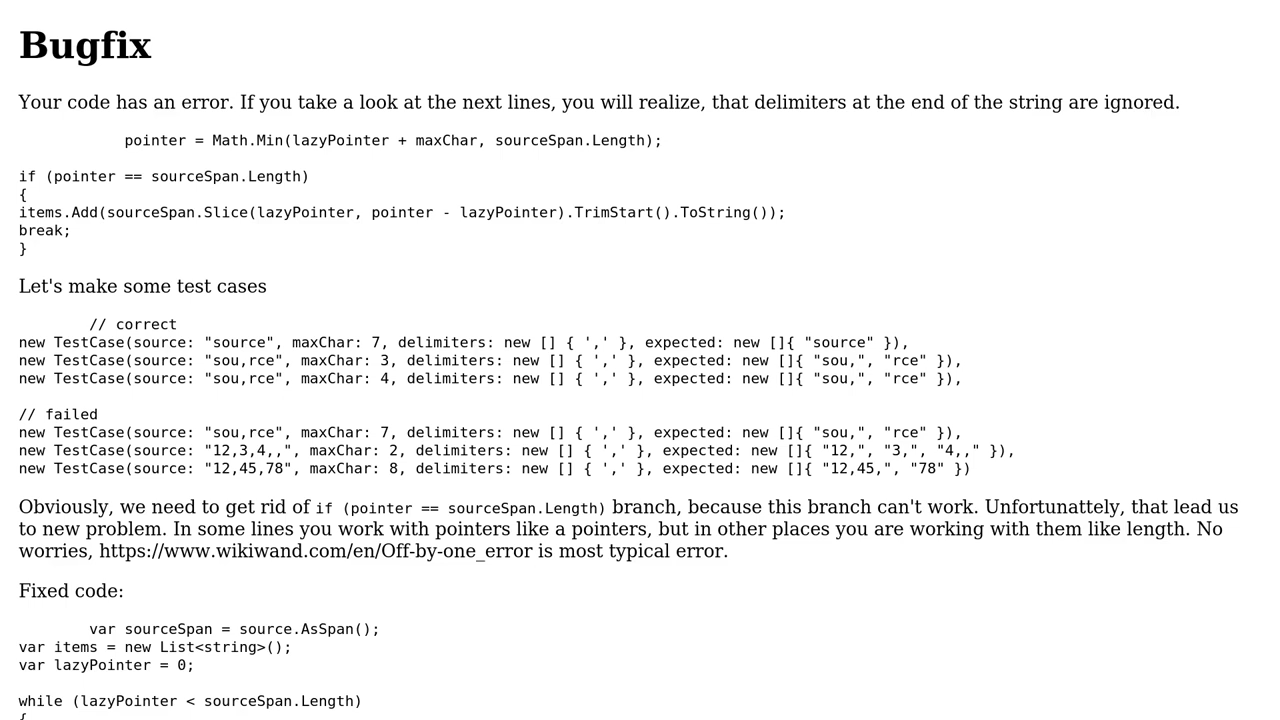 Bugfix
Your code has an error. If you take a look at the next lines, you will realize, that delimiters at the end of the string are ignored.
pointer = Math.Min(lazyPointer + maxChar, sourceSpan.Length);
if (pointer == sourceSpan.Length)
{
items.Add(sourceSpan.Slice(lazyPointer, pointer - lazyPointer).TrimStart().ToString());
break;
}
Let's make some test cases
// correct
new TestCase(source: "source", maxChar: 7, delimiters: new [] { ',' }, expected: new []{ "source" }),
new TestCase(source: "sou,rce", maxChar: 3, delimiters: new [] { ',' }, expected: new []{ "sou,", "rce" }),
new TestCase(source: "sou,rce", maxChar: 4, delimiters: new [] { ',' }, expected: new []{ "sou,", "rce" }),
// failed
new TestCase(source: "sou,rce", maxChar: 7, delimiters: new [] { ',' }, expected: new []{ "sou,", "rce" }),
new TestCase(source: "12,3,4,,", maxChar: 2, delimiters: new [] { ',' }, expected: new []{ "12,", "3,", "4,," }),
new TestCase(source: "12,45,78", maxChar: 8, delimiters: new [] { ',' }, expected: new []{ "12,45,", "78" })
Obviously, we need to get rid of if (pointer == sourceSpan.Length) branch, because this branch can't work. Unfortunattely, that lead us
to new problem. In some lines you work with pointers like a pointers, but in other places you are working with them like length. No
worries, https://www.wikiwand.com/en/Off-by-one_error is most typical error.
Fixed code:
var sourceSpan = source.AsSpan();
var items = new List<string>();
var lazyPointer = 0;
while (lazyPointer < sourceSpan.Length)
{